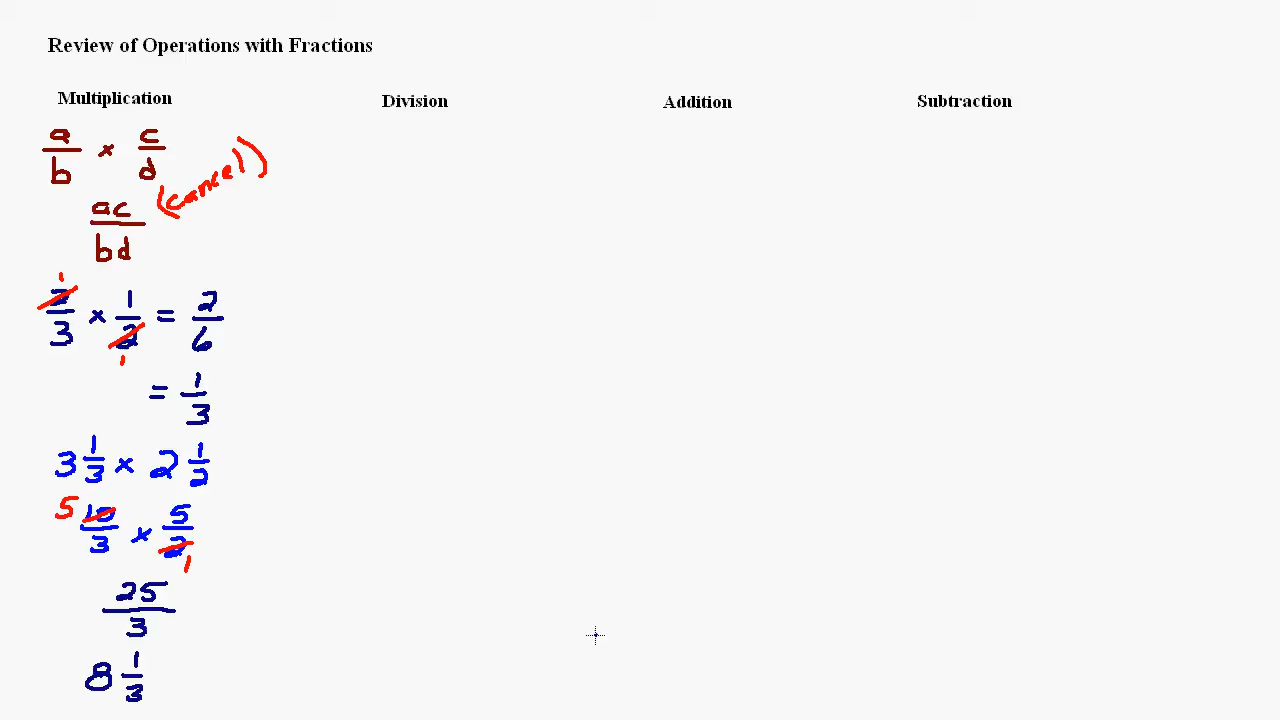 Review of Operations with Fractions
Multiplication Division Addition Subtraction
a/b × c/d
(cancel)
ac/bd
1
2/3 × 1/2 = 2/6
1
= 1/3
3 1/3 × 2 1/2
5 10/3 × 5/2
1
25/3
8 1/3